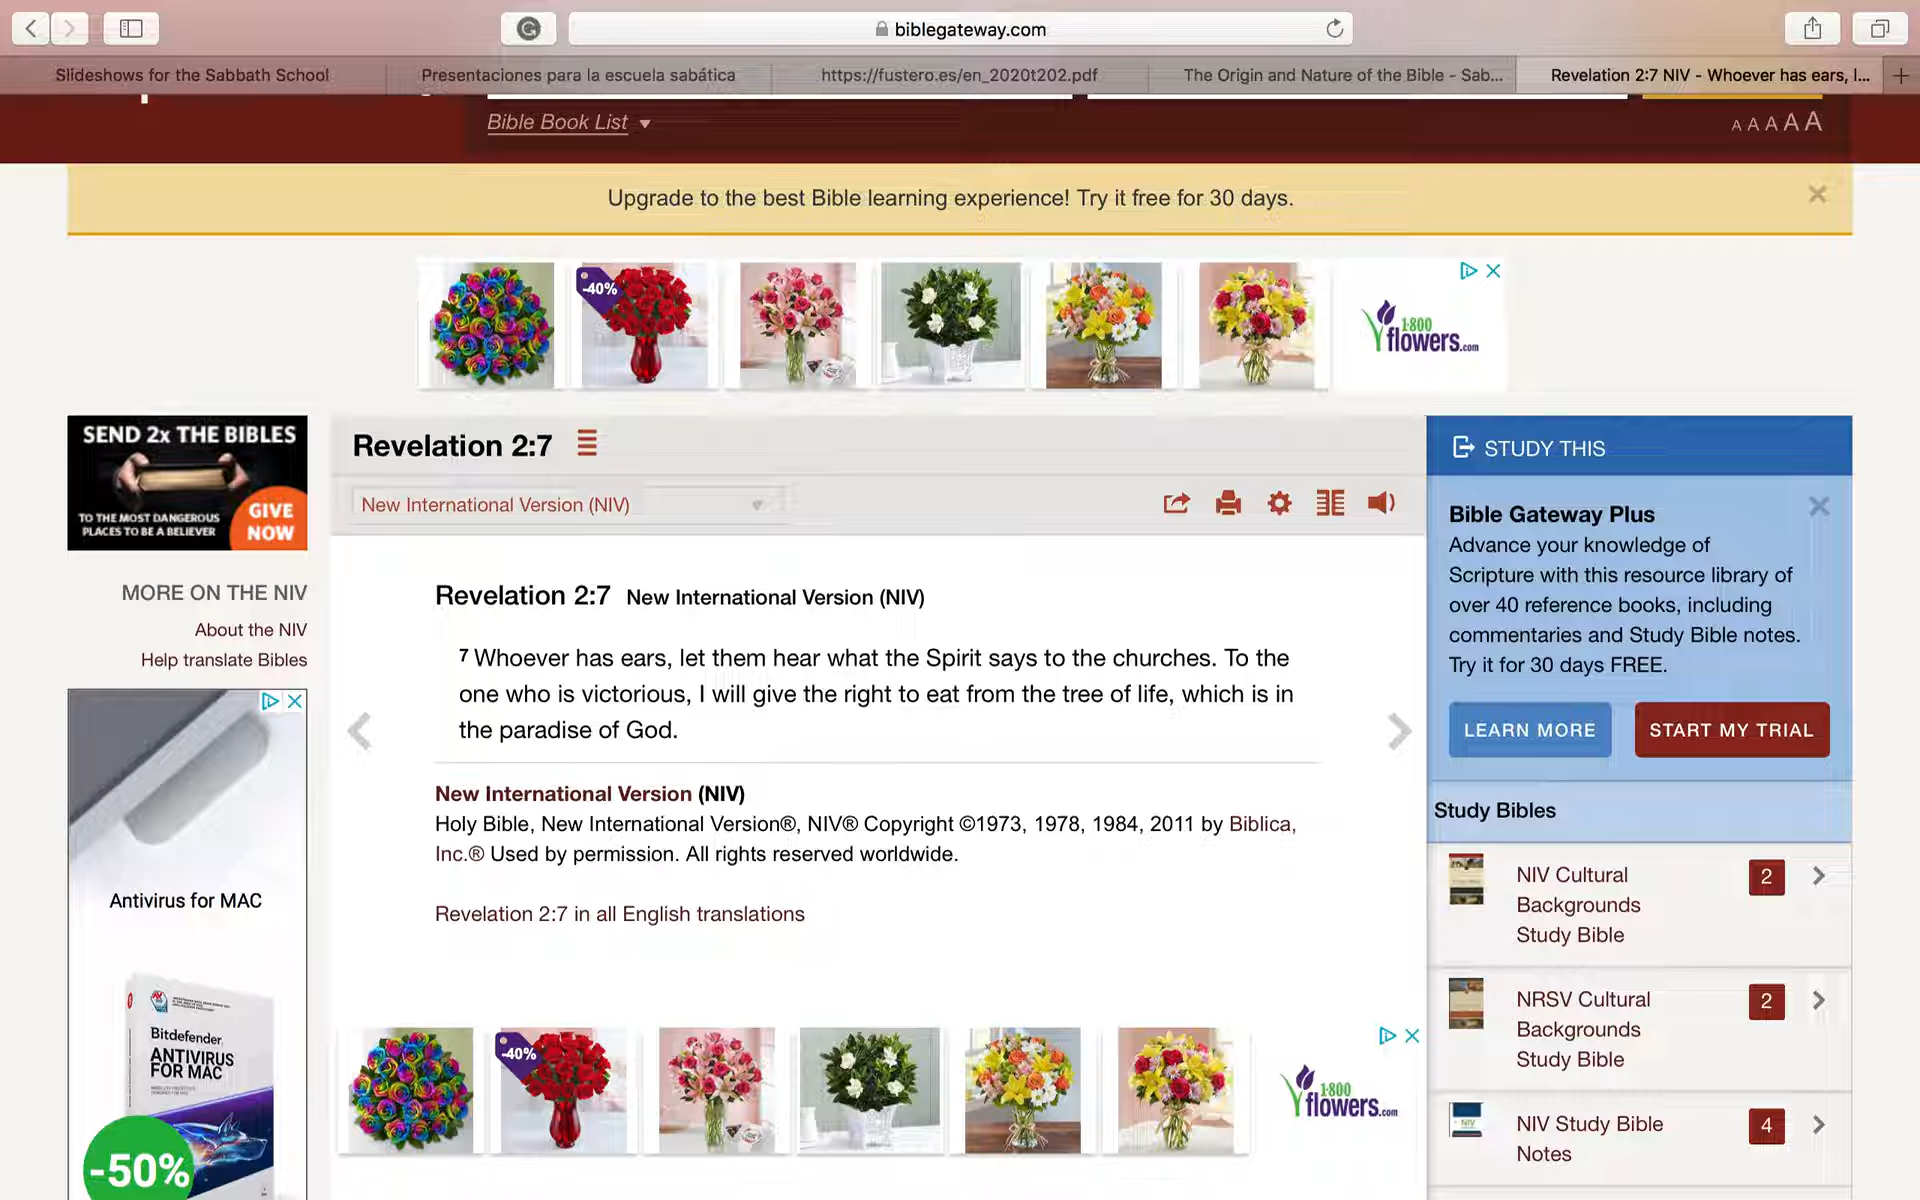 biblegateway.com
Slideshows for the Sabbath School
Presentaciones para la escuela sabática
https://fustero.es/en_2020t202.pdf
The Origin and Nature of the Bible - Sab...
Revelation 2:7 NIV - Whoever has ears, l...
Bible Book List
A A A A A
Upgrade to the best Bible learning experience! Try it free for 30 days.
-40%
1-800
flowers.com
SEND 2x THE BIBLES
TO THE MOST DANGEROUS
PLACES TO BE A BELIEVER
GIVE
NOW
MORE ON THE NIV
About the NIV
Help translate Bibles
Antivirus for MAC
Bitdefender
ANTIVIRUS
FOR MAC
-50%
Revelation 2:7
New International Version (NIV)
Revelation 2:7 New International Version (NIV)
7 Whoever has ears, let them hear what the Spirit says to the churches. To the
one who is victorious, I will give the right to eat from the tree of life, which is in
the paradise of God.
New International Version (NIV)
Holy Bible, New International Version®, NIV® Copyright ©1973, 1978, 1984, 2011 by Biblica,
Inc.® Used by permission. All rights reserved worldwide.
Revelation 2:7 in all English translations
-40%
1-800
flowers.com
STUDY THIS
Bible Gateway Plus
Advance your knowledge of
Scripture with this resource library of
over 40 reference books, including
commentaries and Study Bible notes.
Try it for 30 days FREE.
LEARN MORE
START MY TRIAL
Study Bibles
NIV Cultural
Backgrounds
Study Bible
2
NRSV Cultural
Backgrounds
Study Bible
2
NIV Study Bible
Notes
4